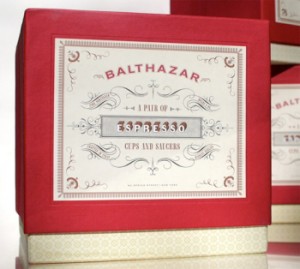 BALTHAZAR
A PAIR OF
ESPRESSO
CUPS AND SAUCERS